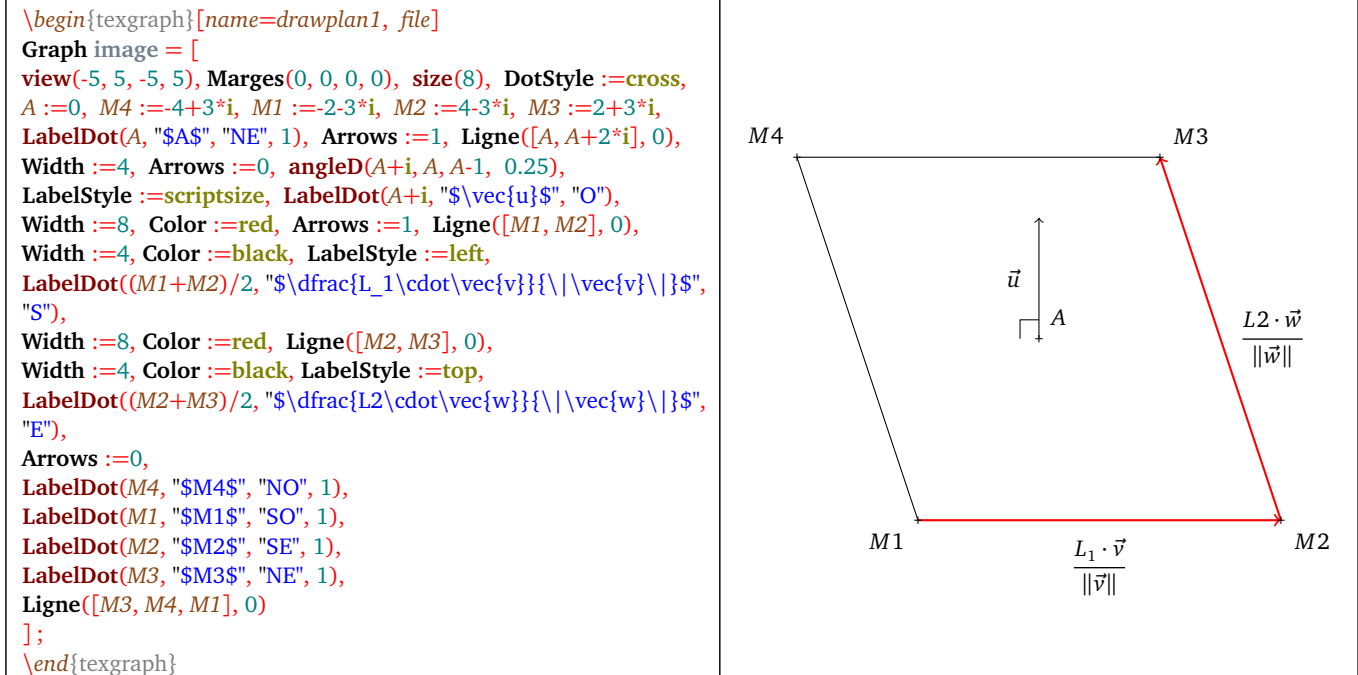 \begin{texgraph}[name=drawplan1, file]
Graph image = [
view(-5, 5, -5, 5), Marges(0, 0, 0, 0), size(8), DotStyle :=cross,
A :=0, M4 :=-4+3*i, M1 :=-2-3*i, M2 :=4-3*i, M3 :=2+3*i,
LabelDot(A, "$A$", "NE", 1), Arrows :=1, Ligne([A, A+2*i], 0),
Width :=4, Arrows :=0, angleD(A+i, A, A-1, 0.25),
LabelStyle :=scriptsize, LabelDot(A+i, "$\vec{u}$", "O"),
Width :=8, Color :=red, Arrows :=1, Ligne([M1, M2], 0),
Width :=4, Color :=black, LabelStyle :=left,
LabelDot((M1+M2)/2, "$\dfrac{L_1\cdot\vec{v}}{\|\vec{v}\|}$",
"S"),
Width :=8, Color :=red, Ligne([M2, M3], 0),
Width :=4, Color :=black, LabelStyle :=top,
LabelDot((M2+M3)/2, "$\dfrac{L2\cdot\vec{w}}{\|\vec{w}\|}$",
"E"),
Arrows :=0,
LabelDot(M4, "$M4$", "NO", 1),
LabelDot(M1, "$M1$", "SO", 1),
LabelDot(M2, "$M2$", "SE", 1),
LabelDot(M3, "$M3$", "NE", 1),
Ligne([M3, M4, M1], 0)
];
\end{texgraph}
M4
M3
u⃗
A
L2 · w⃗
‖w⃗‖
M1
M2
L₁ · v⃗
‖v⃗‖